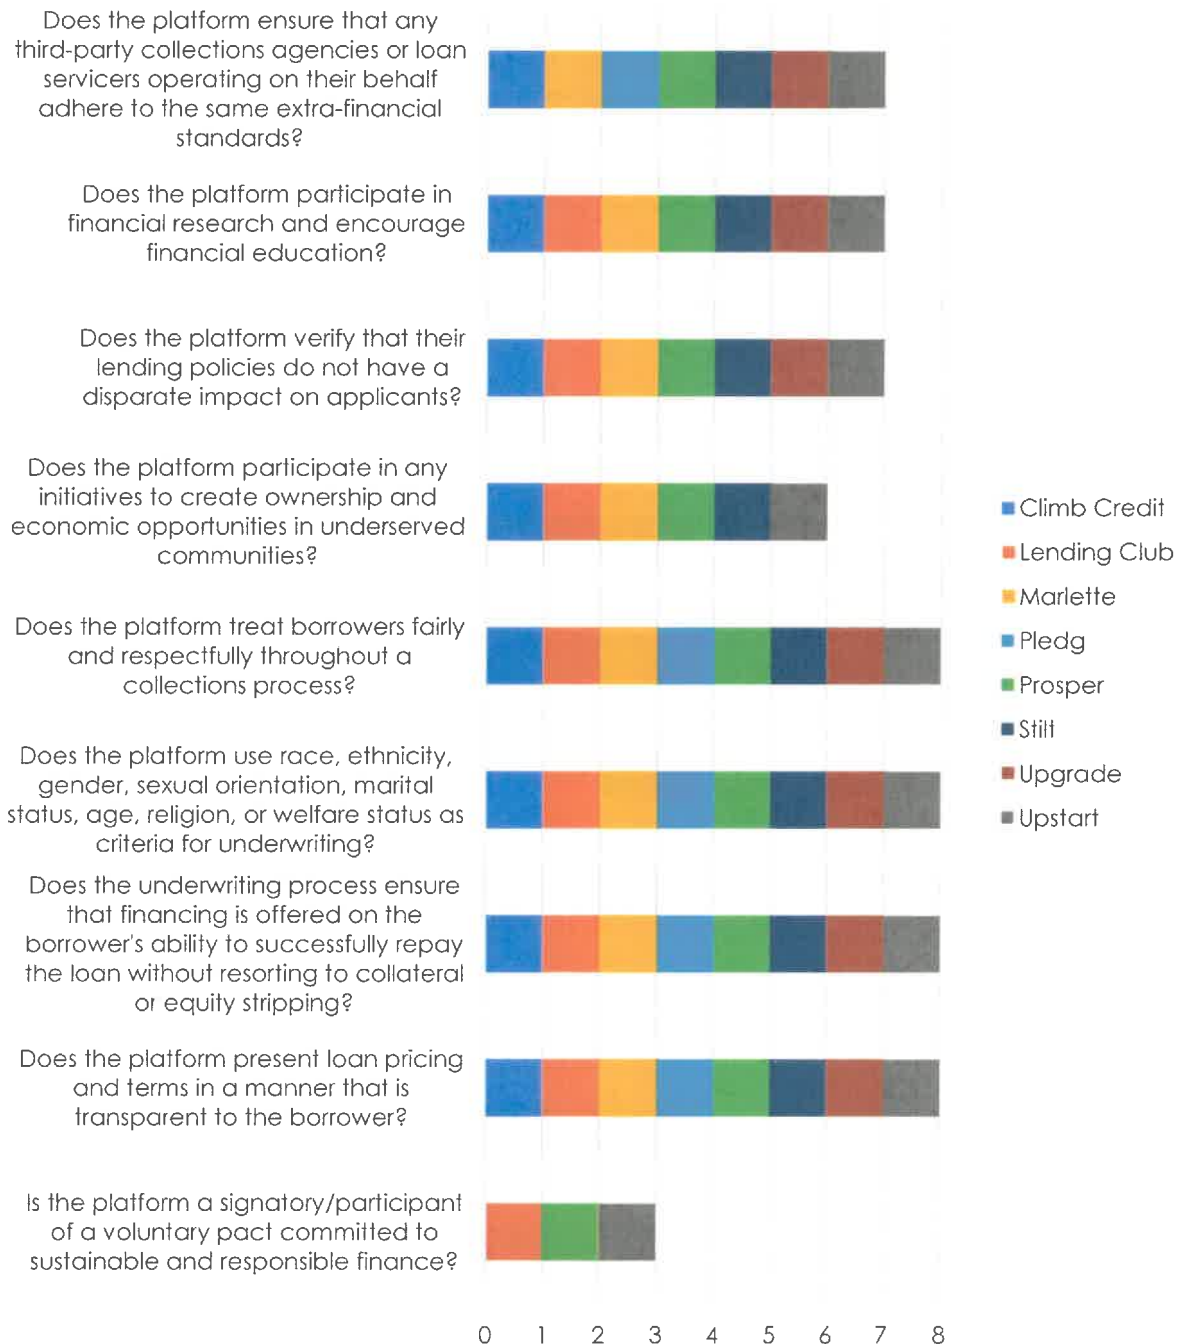 Does the platform ensure that any
third-party collections agencies or loan
servicers operating on their behalf
adhere to the same extra-financial
standards?
Does the platform participate in
financial research and encourage
financial education?
Does the platform verify that their
lending policies do not have a
disparate impact on applicants?
Does the platform participate in any
initiatives to create ownership and
economic opportunities in underserved
communities?
Does the platform treat borrowers fairly
and respectfully throughout a
collections process?
Does the platform use race, ethnicity,
gender, sexual orientation, marital
status, age, religion, or welfare status as
criteria for underwriting?
Does the underwriting process ensure
that financing is offered on the
borrower's ability to successfully repay
the loan without resorting to collateral
or equity stripping?
Does the platform present loan pricing
and terms in a manner that is
transparent to the borrower?
Is the platform a signatory/participant
of a voluntary pact committed to
sustainable and responsible finance?
0 1 2 3 4 5 6 7 8
Climb Credit
Lending Club
Marlette
Pledg
Prosper
Stilt
Upgrade
Upstart